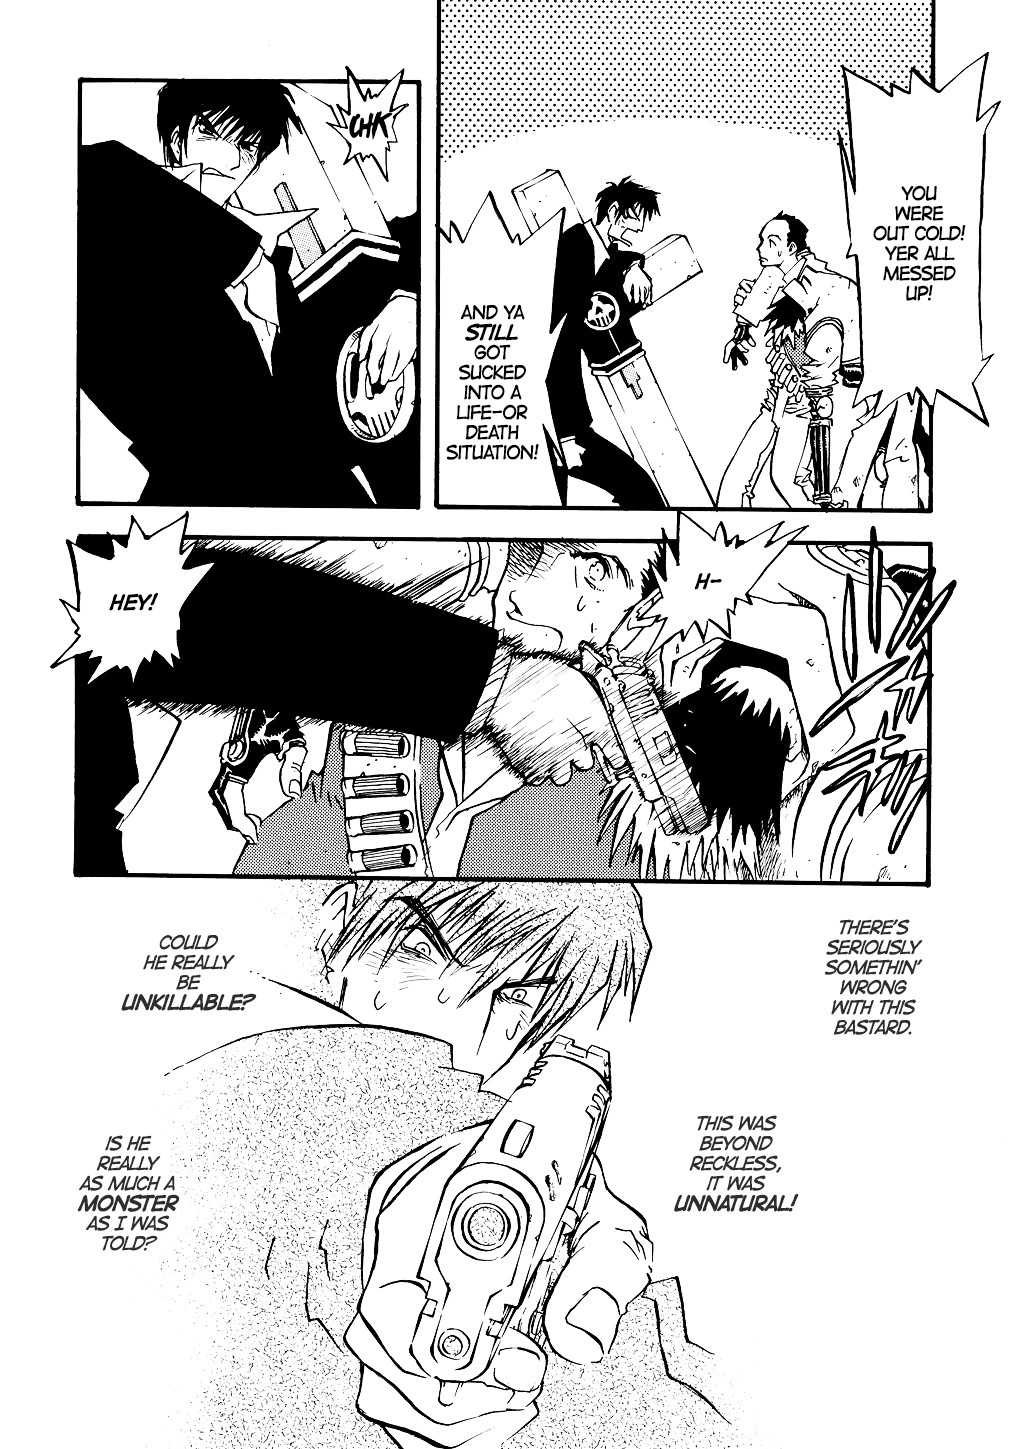 YOU
WERE
OUT COLD!
YER ALL
MESSED
UP!
AND YA
STILL
GOT
SUCKED
INTO A
LIFE-OR
DEATH
SITUATION!
CHK
H-
HEY!
THERE'S
SERIOUSLY
SOMETHIN'
WRONG
WITH THIS
BASTARD.
COULD
HE REALLY
BE
UNKILLABLE?
THIS WAS
BEYOND
RECKLESS,
IT WAS
UNNATURAL!
IS HE
REALLY
AS MUCH A
MONSTER
AS I WAS
TOLD?